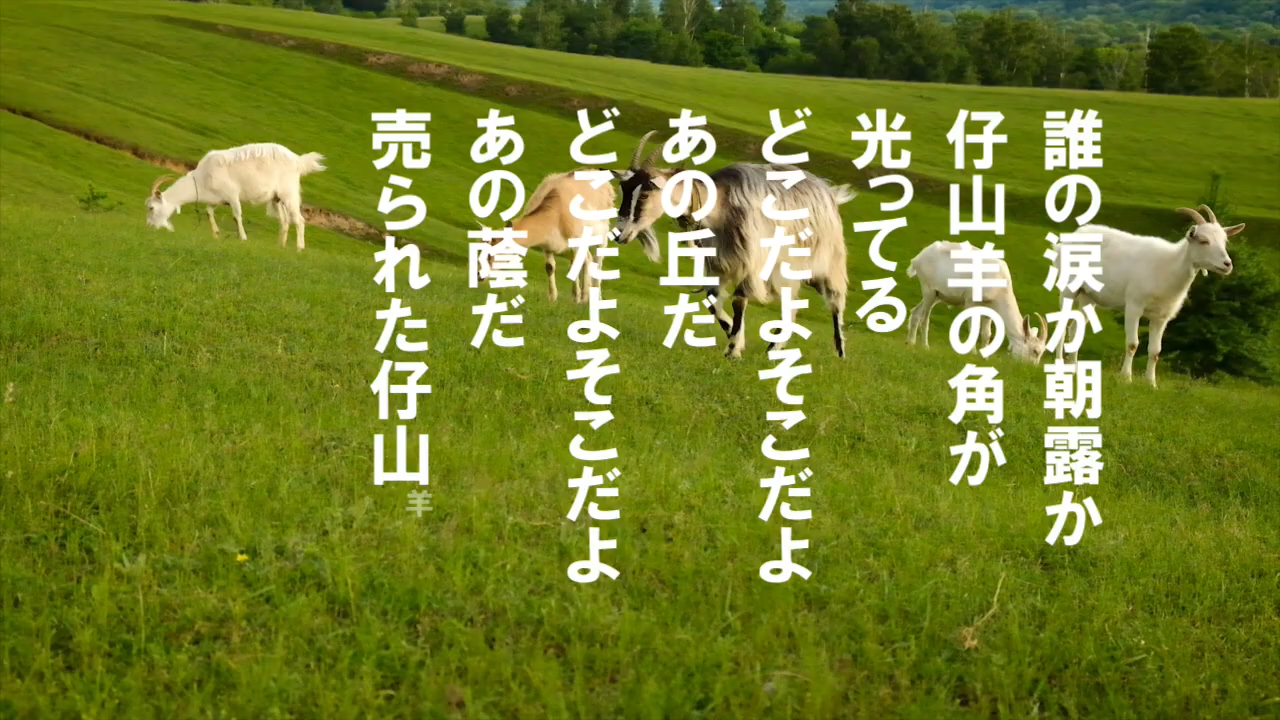 誰の涙か朝露か
仔山羊の角が
光ってる
どこだよそこだよ
あの丘だ
どこだよそこだよ
あの蔭だ
売られた仔山羊